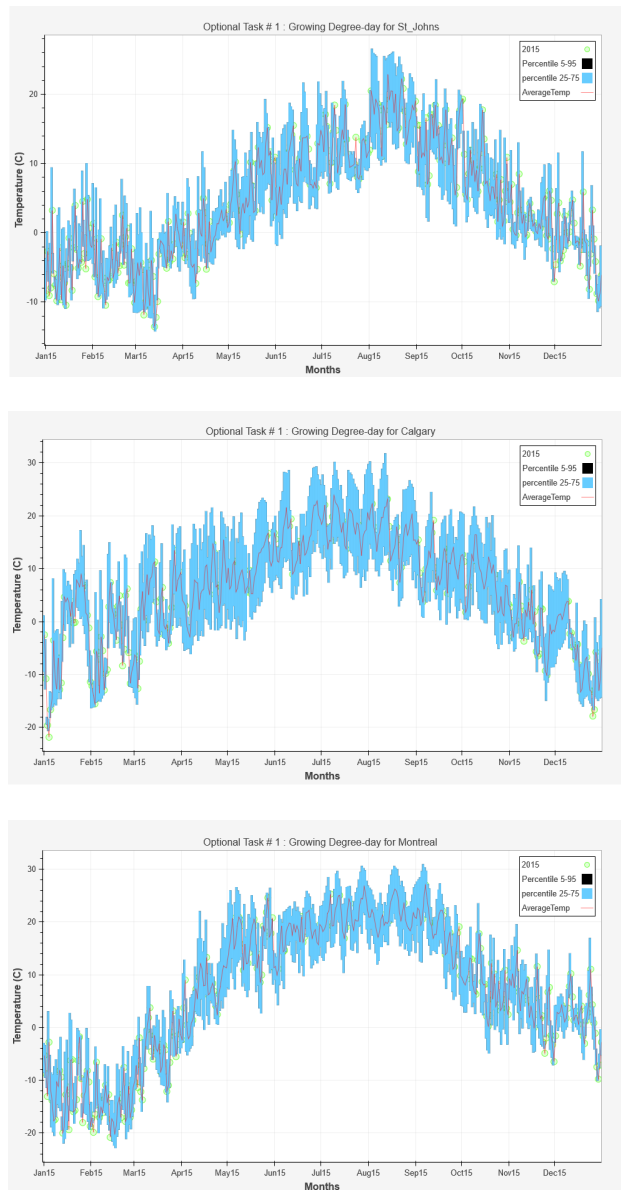 Optional Task # 1 : Growing Degree-day for St_Johns
2015
Percentile 5-95
percentile 25-75
AverageTemp
Temperature (C)
20
10
0
-10
Jan15 Feb15 Mar15 Apr15 May15 Jun15 Jul15 Aug15 Sep15 Oct15 Nov15 Dec15
Months
Optional Task # 1 : Growing Degree-day for Calgary
2015
Percentile 5-95
percentile 25-75
AverageTemp
Temperature (C)
30
20
10
0
-10
-20
Jan15 Feb15 Mar15 Apr15 May15 Jun15 Jul15 Aug15 Sep15 Oct15 Nov15 Dec15
Months
Optional Task # 1 : Growing Degree-day for Montreal
2015
Percentile 5-95
percentile 25-75
AverageTemp
Temperature (C)
30
20
10
0
-10
-20
Jan15 Feb15 Mar15 Apr15 May15 Jun15 Jul15 Aug15 Sep15 Oct15 Nov15 Dec15
Months